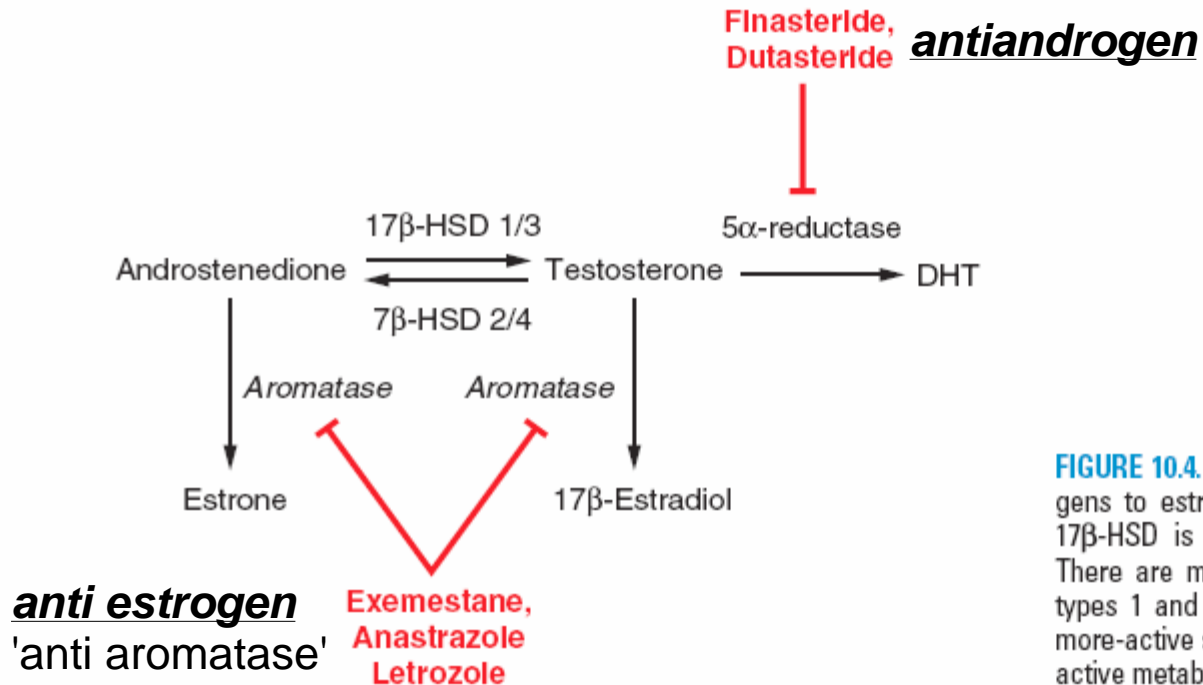 Finasteride,
Dutasteride antiandrogen
17β-HSD 1/3
5α-reductase
Androstenedione
Testosterone
DHT
7β-HSD 2/4
Aromatase
Aromatase
Estrone
17β-Estradiol
anti estrogen
'anti aromatase'
Exemestane,
Anastrazole
Letrozole
FIGURE 10.4.
gens to estr
17β-HSD is
There are m
types 1 and
more-active
active metab